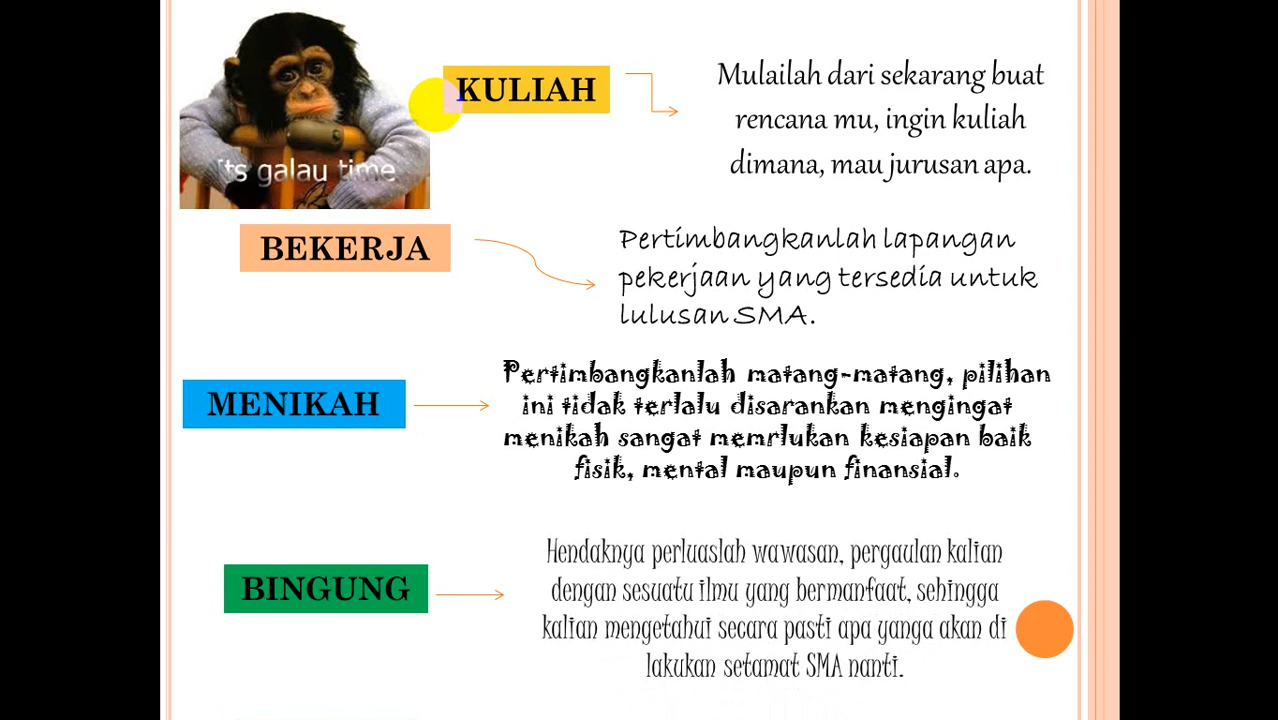 Its galau time
KULIAH
Mulailah dari sekarang buat
rencana mu, ingin kuliah
dimana, mau jurusan apa.
BEKERJA
Pertimbangkanlah lapangan
pekerjaan yang tersedia untuk
lulusan SMA.
MENIKAH
Pertimbangkanlah matang-matang, pilihan
ini tidak terlalu disarankan mengingat
menikah sangat memrlukan kesiapan baik
fisik, mental maupun finansial.
BINGUNG
Hendaknya perluaslah wawasan, pergaulan kalian
dengan sesuatu ilmu yang bermanfaat, sehingga
kalian mengetahui secara pasti apa yanga akan di
lakukan setamat SMA nanti.